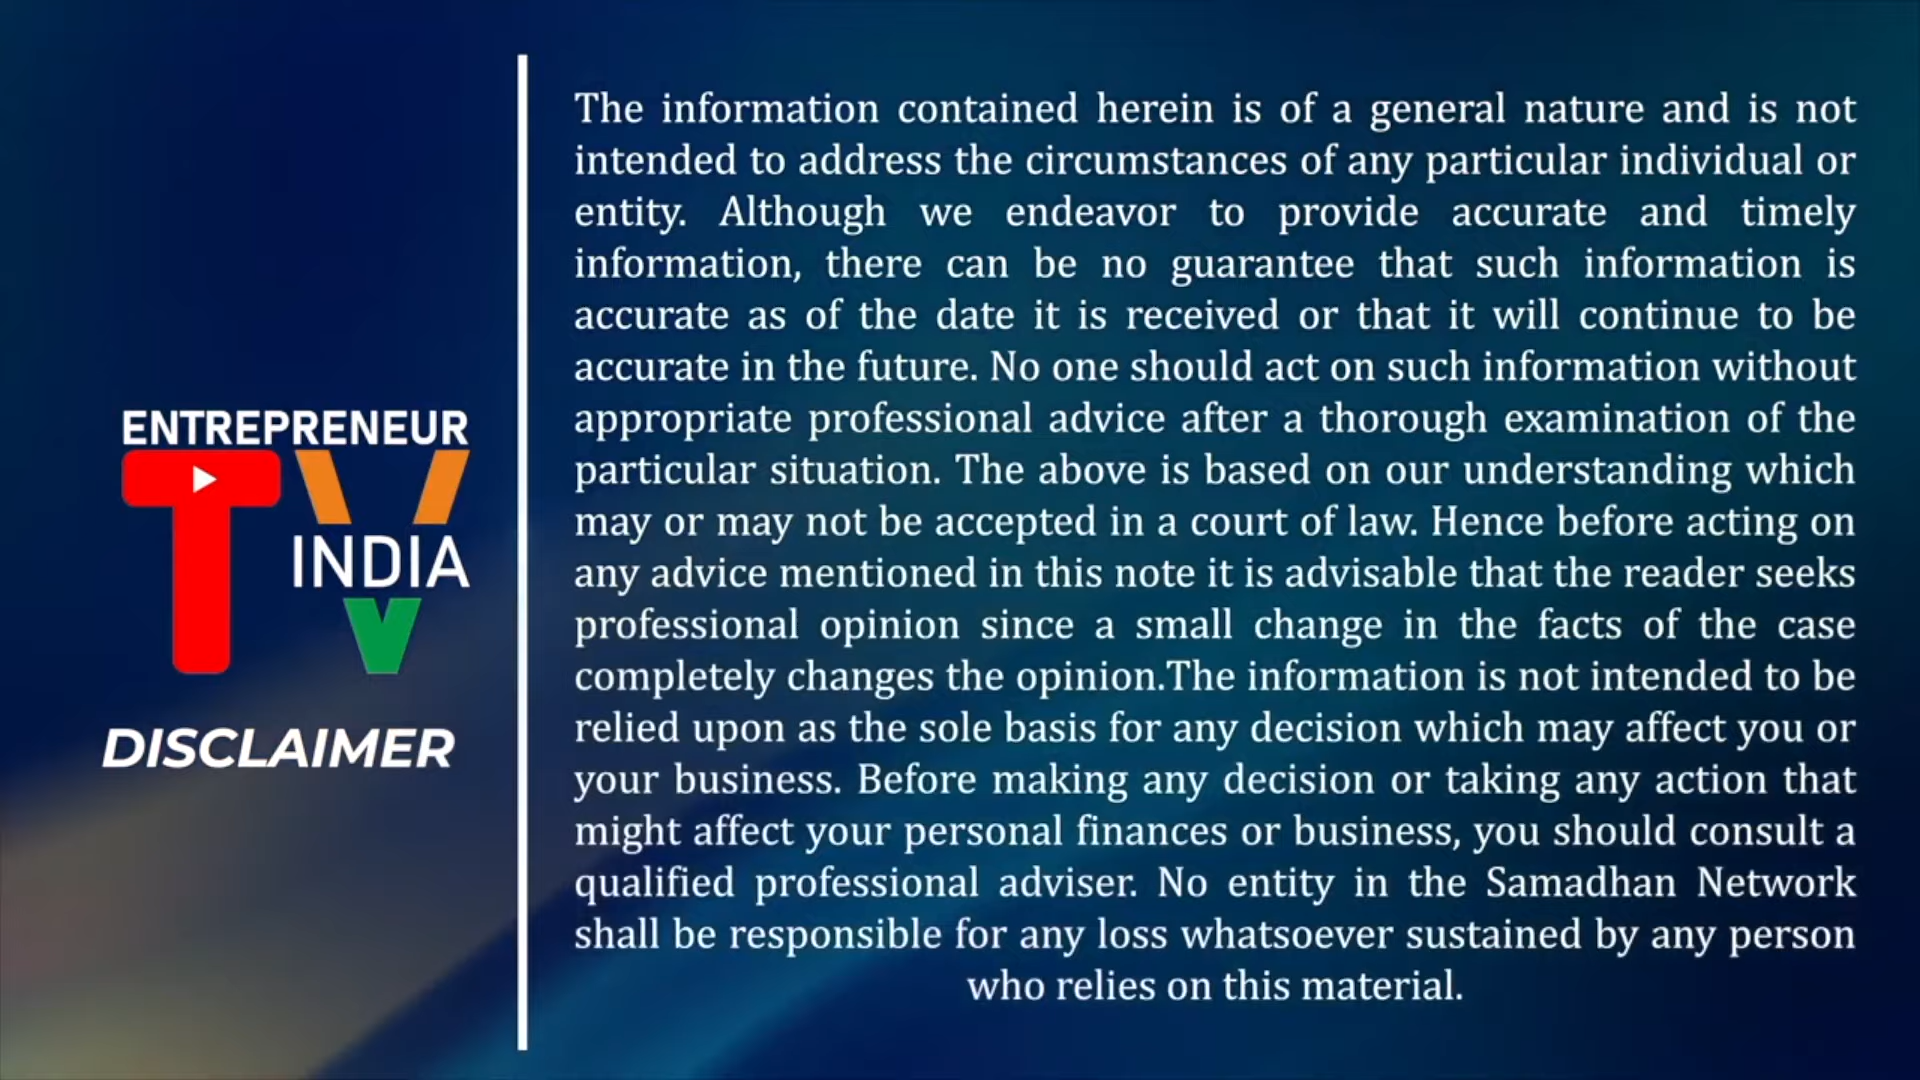 ENTREPRENEUR
TV
INDIA
DISCLAIMER
The information contained herein is of a general nature and is not
intended to address the circumstances of any particular individual or
entity. Although we endeavor to provide accurate and timely
information, there can be no guarantee that such information is
accurate as of the date it is received or that it will continue to be
accurate in the future. No one should act on such information without
appropriate professional advice after a thorough examination of the
particular situation. The above is based on our understanding which
may or may not be accepted in a court of law. Hence before acting on
any advice mentioned in this note it is advisable that the reader seeks
professional opinion since a small change in the facts of the case
completely changes the opinion.The information is not intended to be
relied upon as the sole basis for any decision which may affect you or
your business. Before making any decision or taking any action that
might affect your personal finances or business, you should consult a
qualified professional adviser. No entity in the Samadhan Network
shall be responsible for any loss whatsoever sustained by any person
who relies on this material.